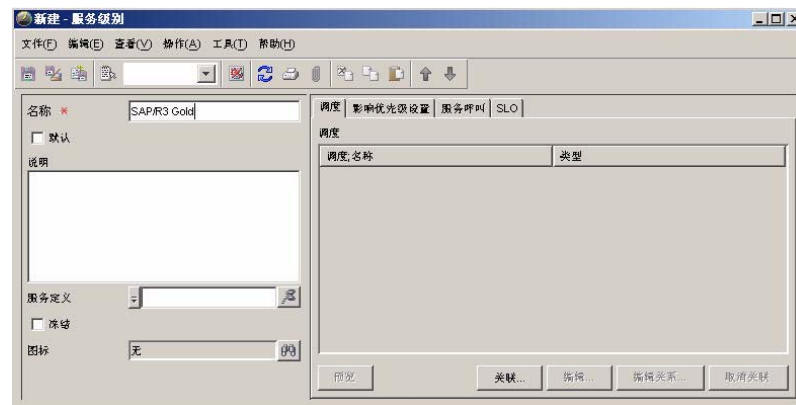 新建 - 服务级别
文件(F) 编辑(E) 查看(V) 操作(A) 工具(T) 帮助(H)
名称 * SAP/R3 Gold
默认
说明
服务定义
冻结
图标 无
调度 影响优先级设置 服务呼叫 SLO
调度
调度;名称 类型
预览 关联... 编辑... 编辑关系... 取消关联